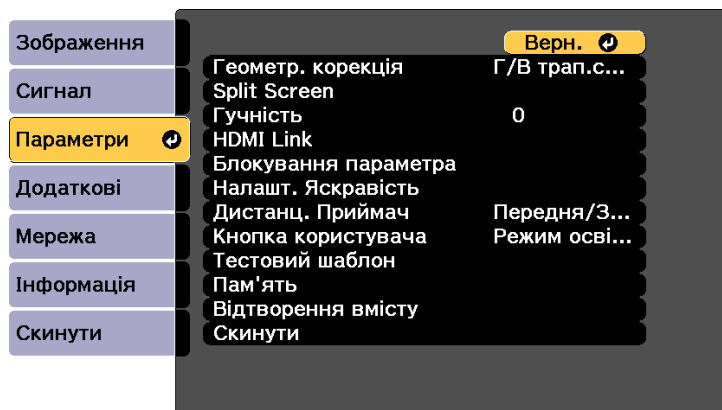 Зображення
Сигнал
Параметри
Додаткові
Мережа
Інформація
Скинути
Верн.
Геометр. корекція Г/В трап.с...
Split Screen
Гучність 0
HDMI Link
Блокування параметра
Налашт. Яскравість
Дистанц. Приймач Передня/З...
Кнопка користувача Режим осві...
Тестовий шаблон
Пам'ять
Відтворення вмісту
Скинути